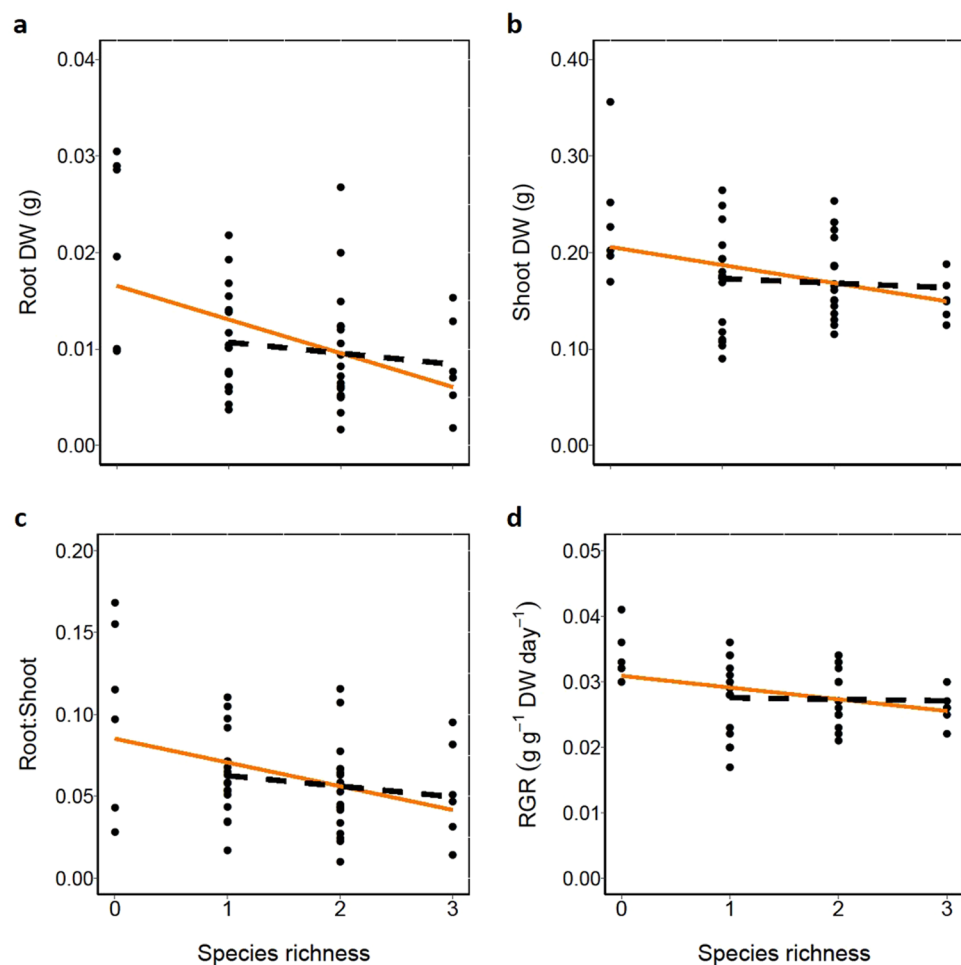 a
b
0.04
0.03
0.02
0.01
0.00
Root DW (g)
0.40
0.30
0.20
0.10
0.00
Shoot DW (g)
c
d
0.20
0.15
0.10
0.05
0.00
Root:Shoot
0 1 2 3
Species richness
0.05
0.04
0.03
0.02
0.01
0.00
RGR (g g⁻¹ DW day⁻¹)
0 1 2 3
Species richness